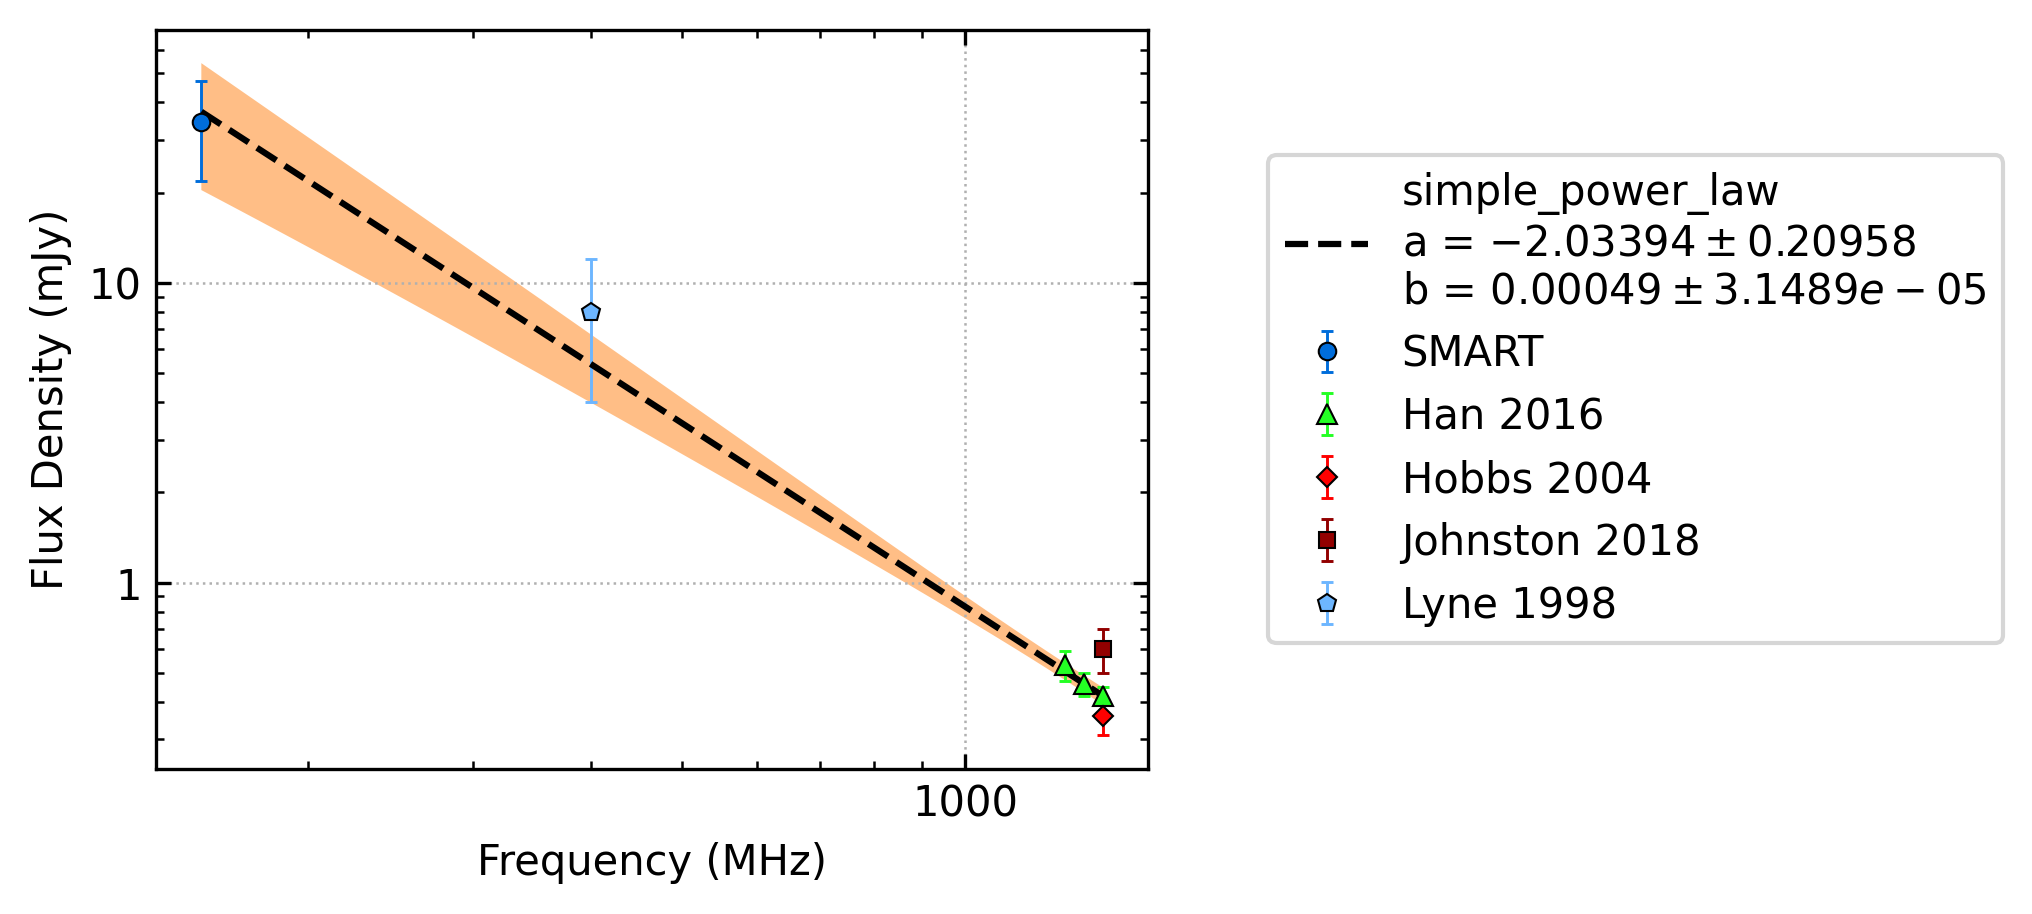 Flux Density (mJy)
10
1
1000
Frequency (MHz)
simple_power_law
a = −2.03394 ± 0.20958
b = 0.00049 ± 3.1489e − 05
SMART
Han 2016
Hobbs 2004
Johnston 2018
Lyne 1998